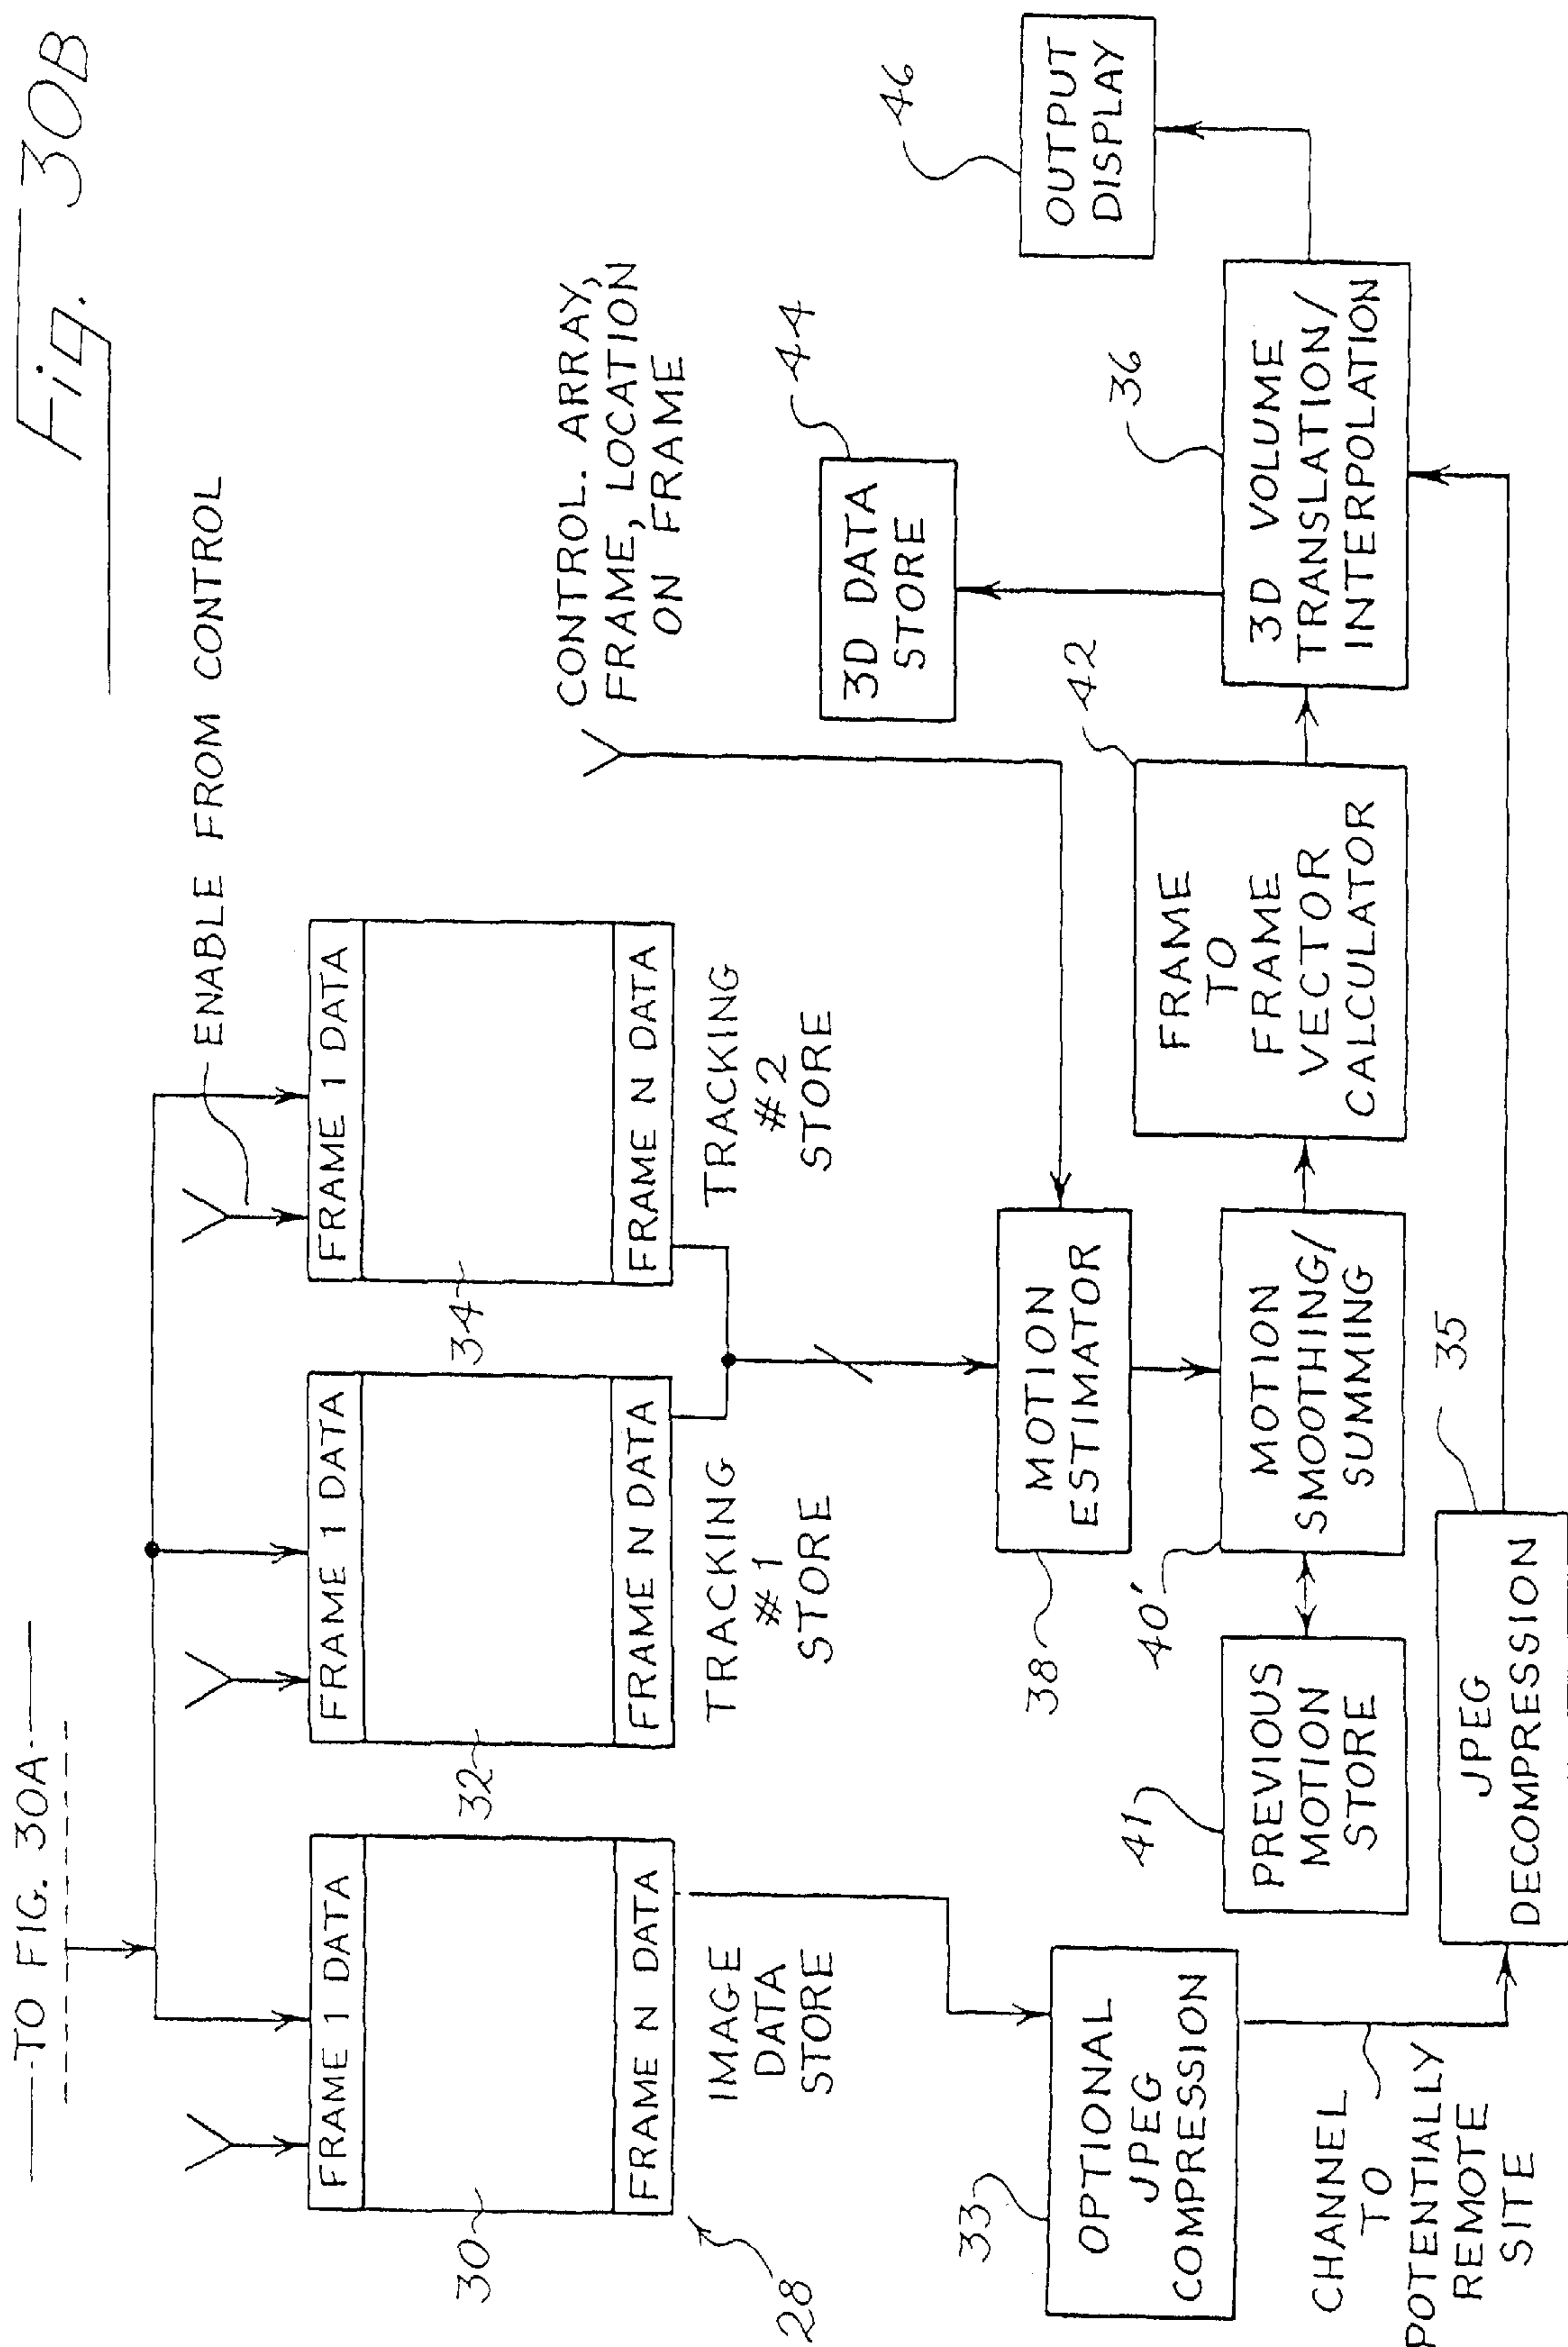 Fig. 30B
TO FIG. 30A
ENABLE FROM CONTROL
FRAME 1 DATA
FRAME N DATA
30
IMAGE
DATA
STORE
28
FRAME 1 DATA
FRAME N DATA
32
TRACKING
#1
STORE
FRAME 1 DATA
FRAME N DATA
34
TRACKING
#2
STORE
CONTROL. ARRAY,
FRAME, LOCATION
ON FRAME
33
OPTIONAL
JPEG
COMPRESSION
CHANNEL
TO
POTENTIALLY
REMOTE
SITE
38
MOTION
ESTIMATOR
40'
MOTION
SMOOTHING/
SUMMING
41
PREVIOUS
MOTION
STORE
35
JPEG
DECOMPRESSION
42
FRAME
TO
FRAME
VECTOR
CALCULATOR
44
3D DATA
STORE
36
3D VOLUME
TRANSLATION/
INTERPOLATION
46
OUTPUT
DISPLAY